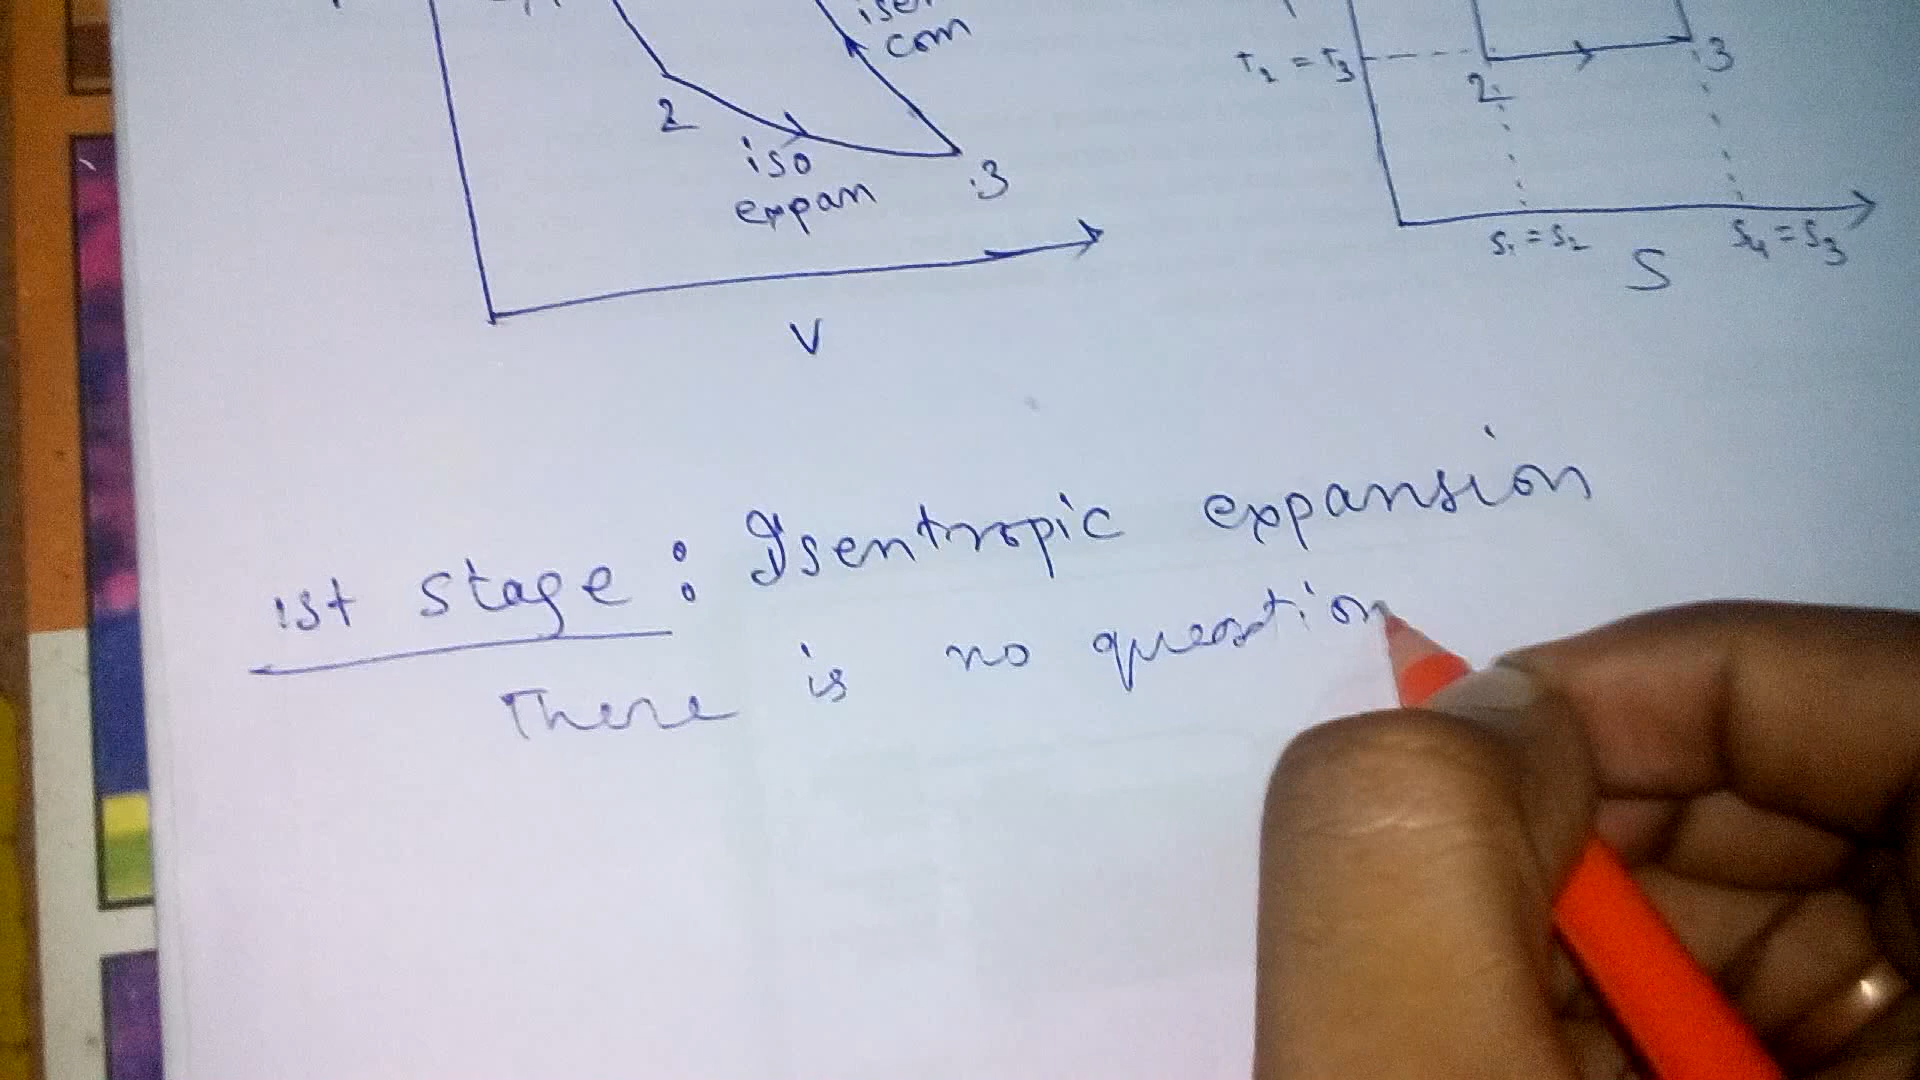 com
2
iso
expan
3
V
T₂ = T₃
2
3
S₁ = S₂
S₄ = S₃
S
1st stage : Isentropic expansion
There is no question